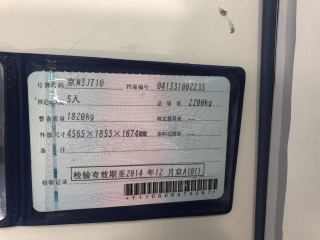 号牌号码 京N3J710 档案编号 041331002235
核定载人数 5人 总质量 2200kg
整备质量 1820kg 核定载质量
外廓尺寸 4565×1853×1674mm 准牵引总质量
备注
检验有效期至2014年12月京A(01)
检验记录